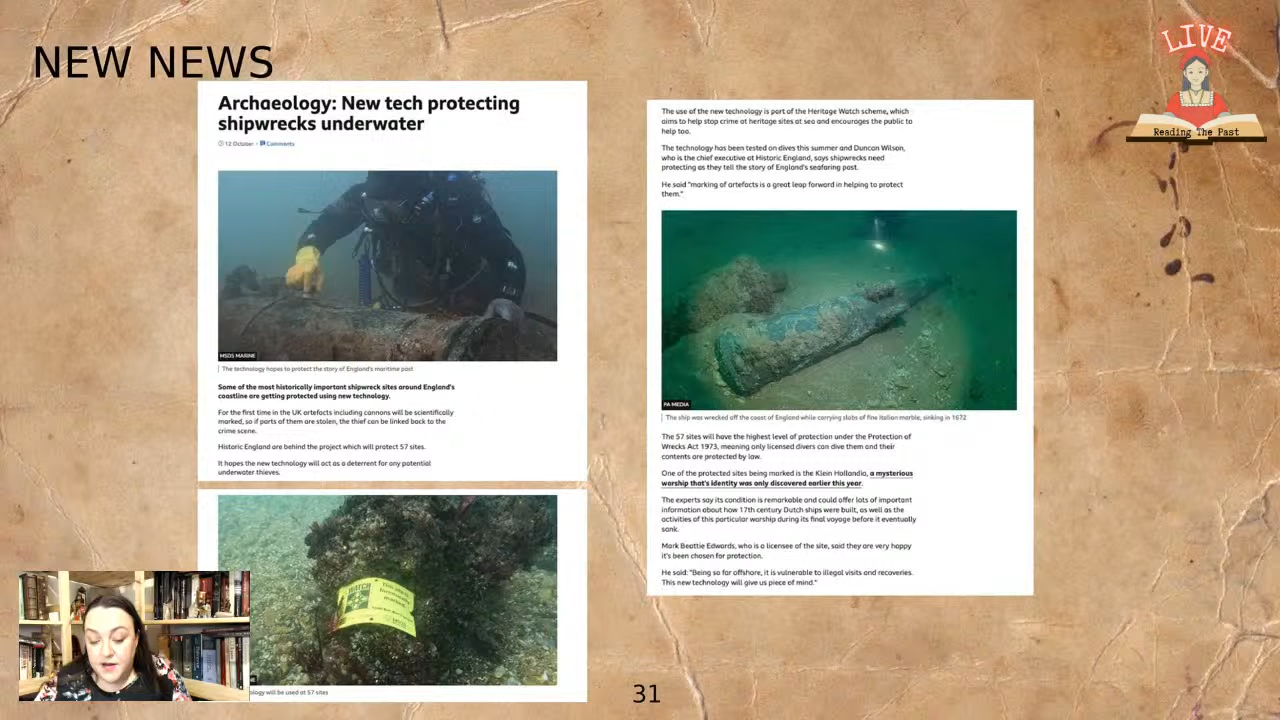 NEW NEWS
Archaeology: New tech protecting
shipwrecks underwater
12 October • Comments
MSDS MARINE
The technology hopes to protect the story of England's maritime past
Some of the most historically important shipwreck sites around England's
coastline are getting protected using new technology.
For the first time in the UK artefacts including cannons will be scientifically
marked, so if parts of them are stolen, the thief can be linked back to the
crime scene.
Historic England are behind the project which will protect 57 sites.
It hopes the new technology will act as a deterrent for any potential
underwater thieves.
WATCH
ology will be used at 57 sites
The use of the new technology is part of the Heritage Watch scheme, which
aims to help stop crime at heritage sites at sea and encourages the public to
help too.
The technology has been tested on dives this summer and Duncan Wilson,
who is the chief executive at Historic England, says shipwrecks need
protecting as they tell the story of England's seafaring past.
He said "marking of artefacts is a great leap forward in helping to protect
them."
PA MEDIA
The ship was wrecked off the coast of England while carrying slabs of fine Italian marble, sinking in 1672
The 57 sites will have the highest level of protection under the Protection of
Wrecks Act 1973, meaning only licensed divers can dive them and their
contents are protected by law.
One of the protected sites being marked is the Klein Hollandia, a mysterious
warship that's identity was only discovered earlier this year.
The experts say its condition is remarkable and could offer lots of important
information about how 17th century Dutch ships were built, as well as the
activities of this particular warship during its final voyage before it eventually
sank.
Mark Beattie Edwards, who is a licensee of the site, said they are very happy
it's been chosen for protection.
He said: "Being so far offshore, it is vulnerable to illegal visits and recoveries.
This new technology will give us piece of mind."
LIVE
Reading The Past
31